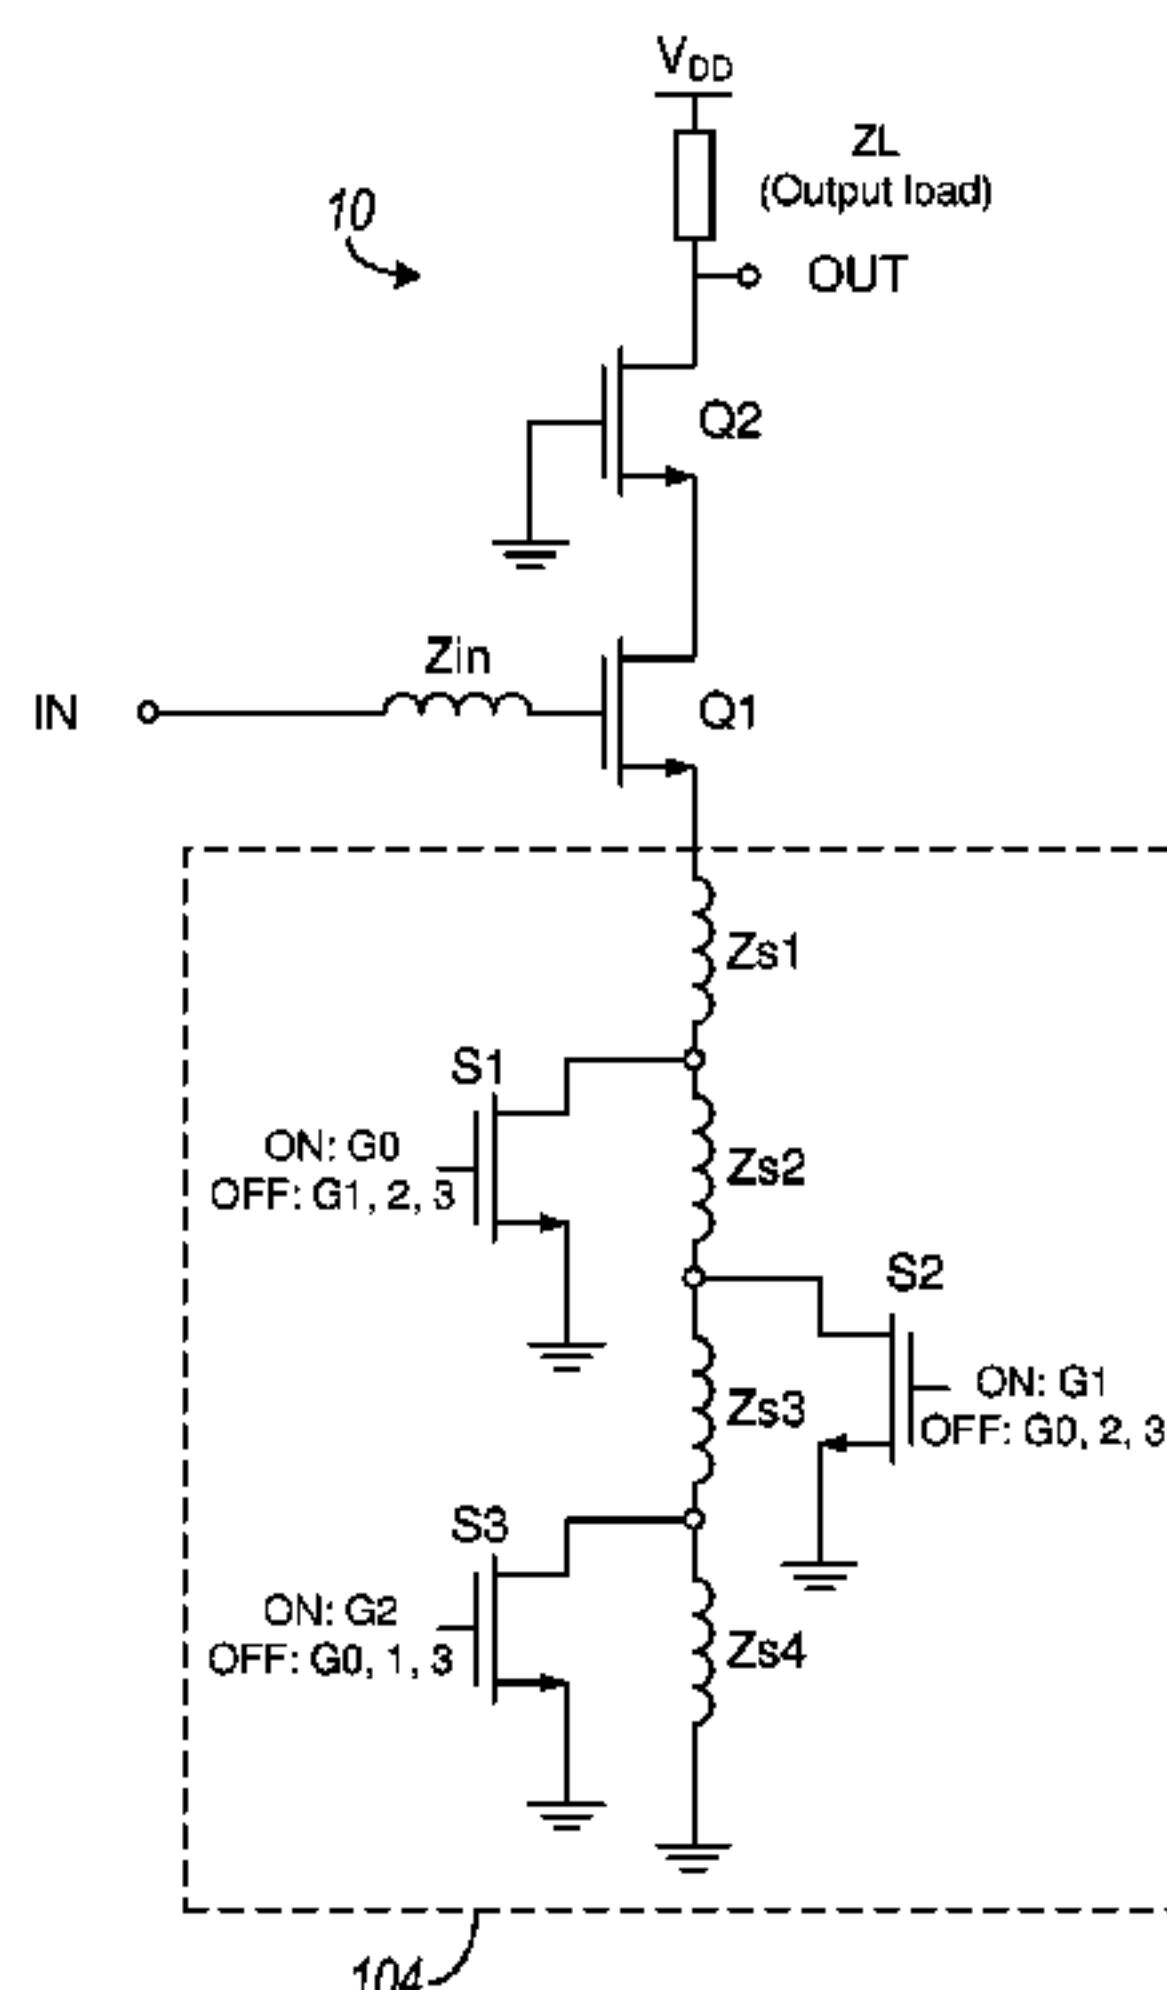 VDD
ZL
(Output load)
10
OUT
Q2
Zin
IN
Q1
Zs1
S1
ON: G0
OFF: G1, 2, 3
Zs2
S2
ON: G1
OFF: G0, 2, 3
Zs3
S3
ON: G2
OFF: G0, 1, 3
Zs4
104